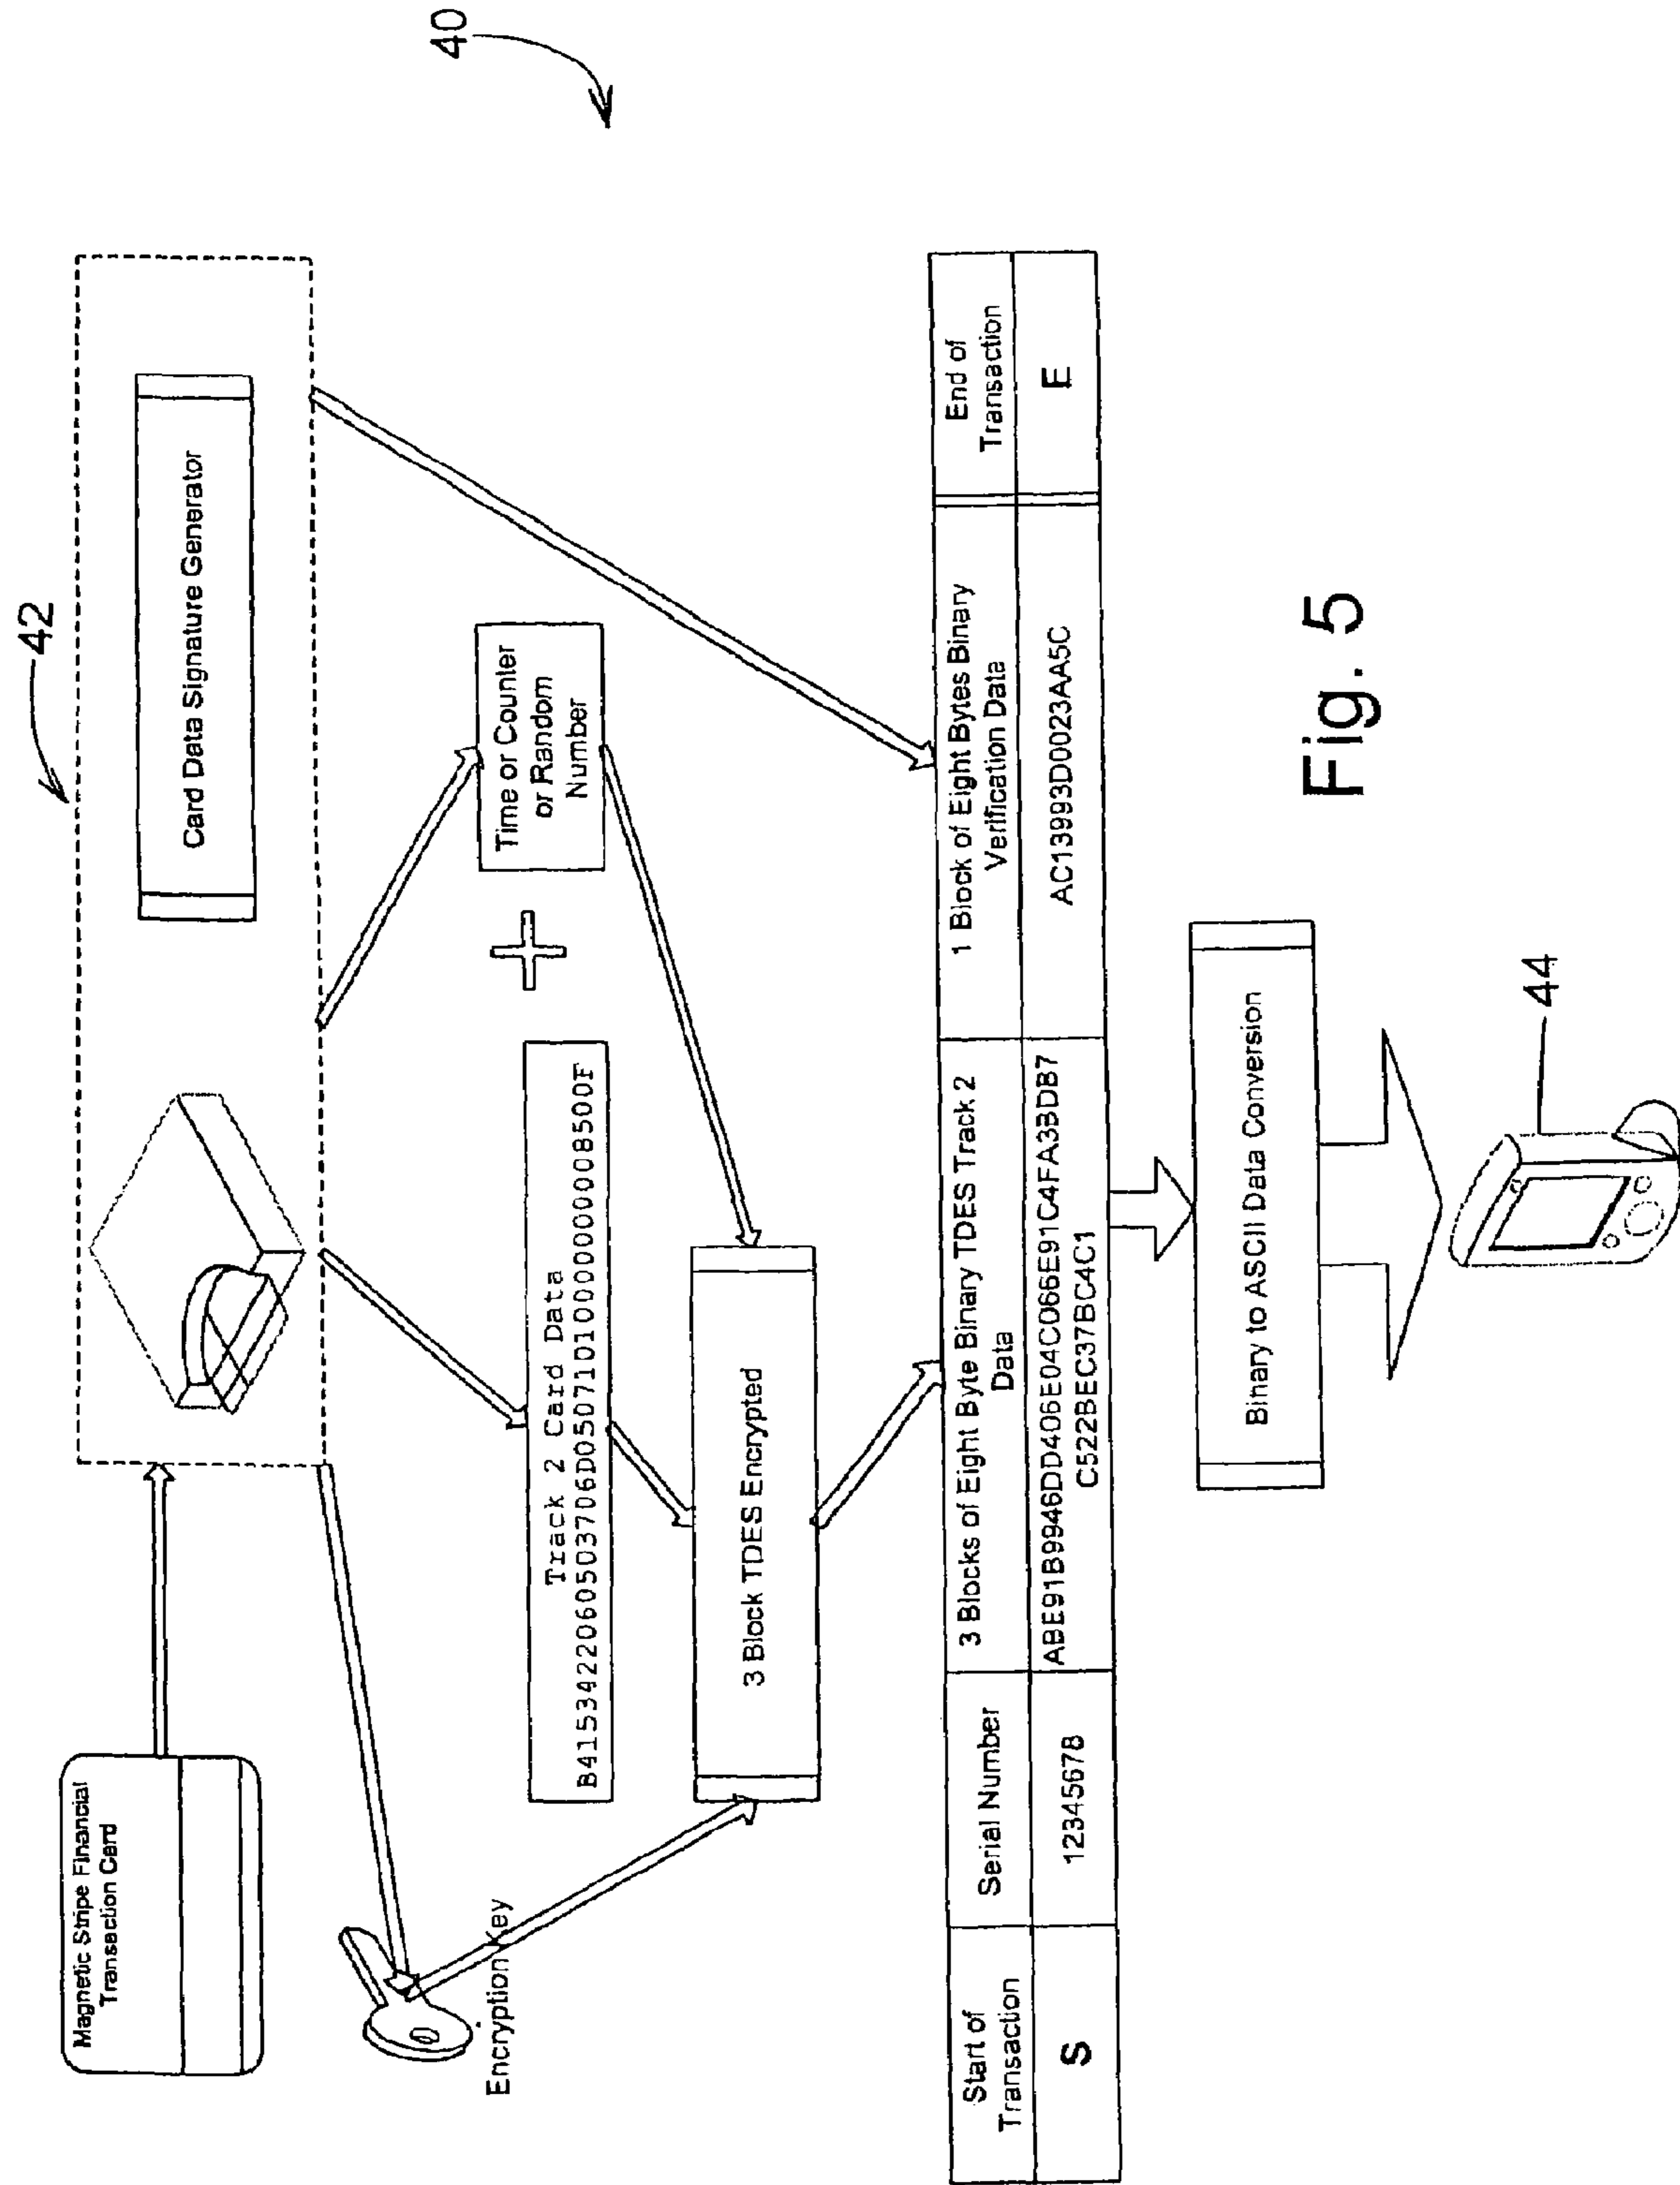 40
42
Magnetic Stripe Financial
Transaction Card
Card Data Signature Generator
Encryption Key
Track 2 Card Data
B4153422060503706D05071010000000008500F
Time or Counter
or Random
Number
3 Block TDES Encrypted
Start of
Transaction
Serial Number
3 Blocks of Eight Byte Binary TDES Track 2
Data
1 Block of Eight Bytes Binary
Verification Data
End of
Transaction
S
12345678
ABE91B9946DD406E04C066E91C4FA3BDB7
C522BEC37BC4C1
AC13993D0023AA5C
E
Binary to ASCII Data Conversion
44
Fig. 5